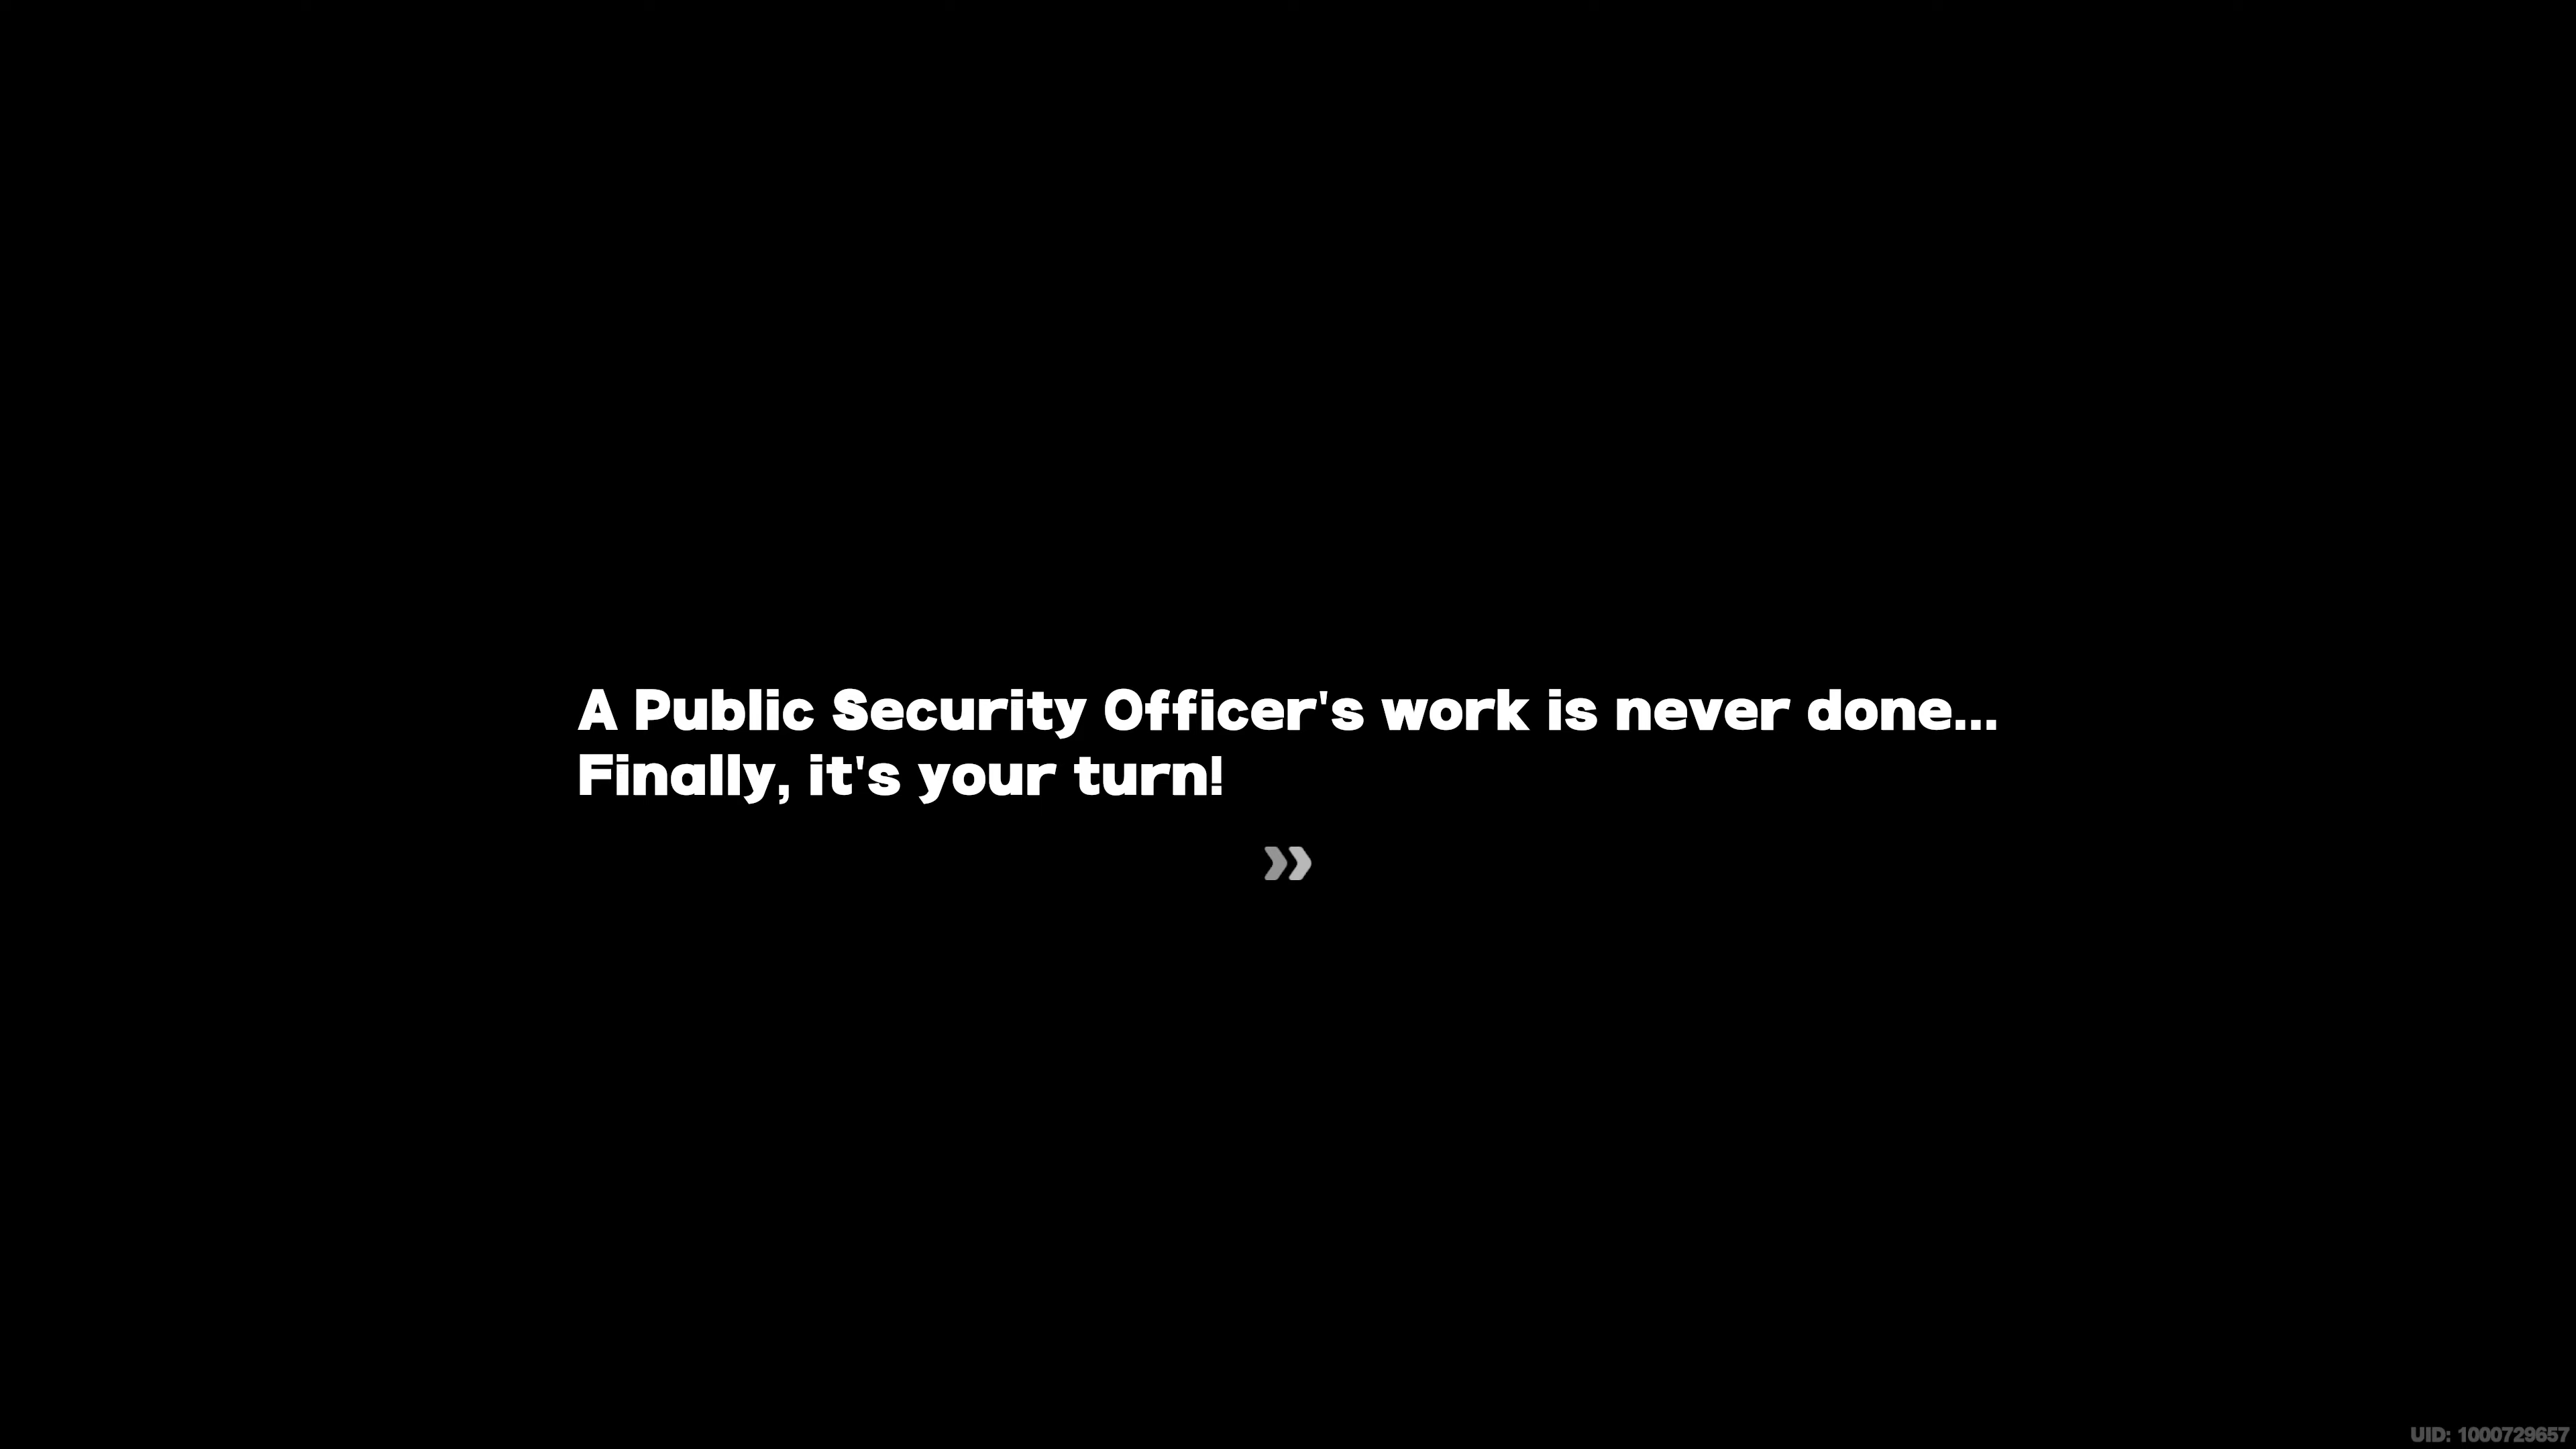 A Public Security Officer's work is never done...
Finally, it's your turn!
UID: 1000729657